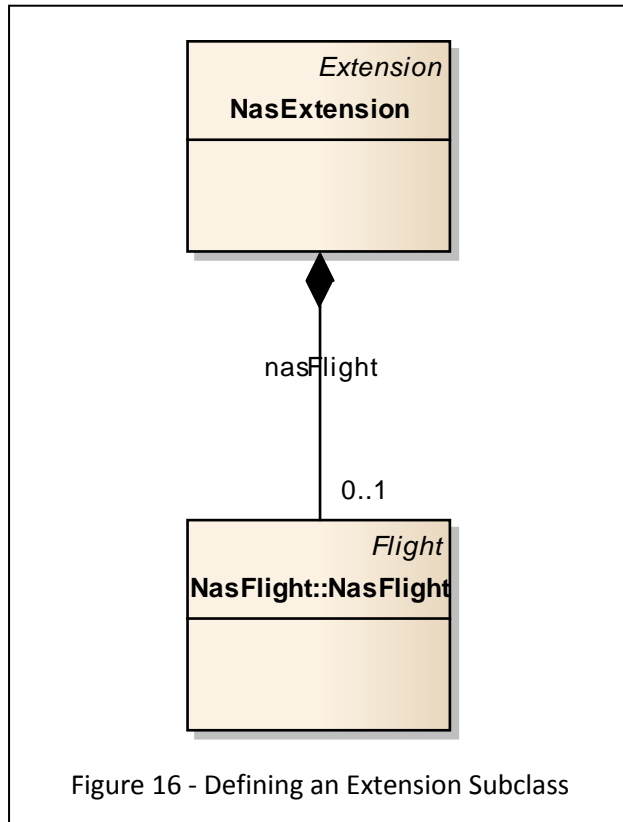 Extension
NasExtension
nasFlight
0..1
Flight
NasFlight::NasFlight
Figure 16 - Defining an Extension Subclass